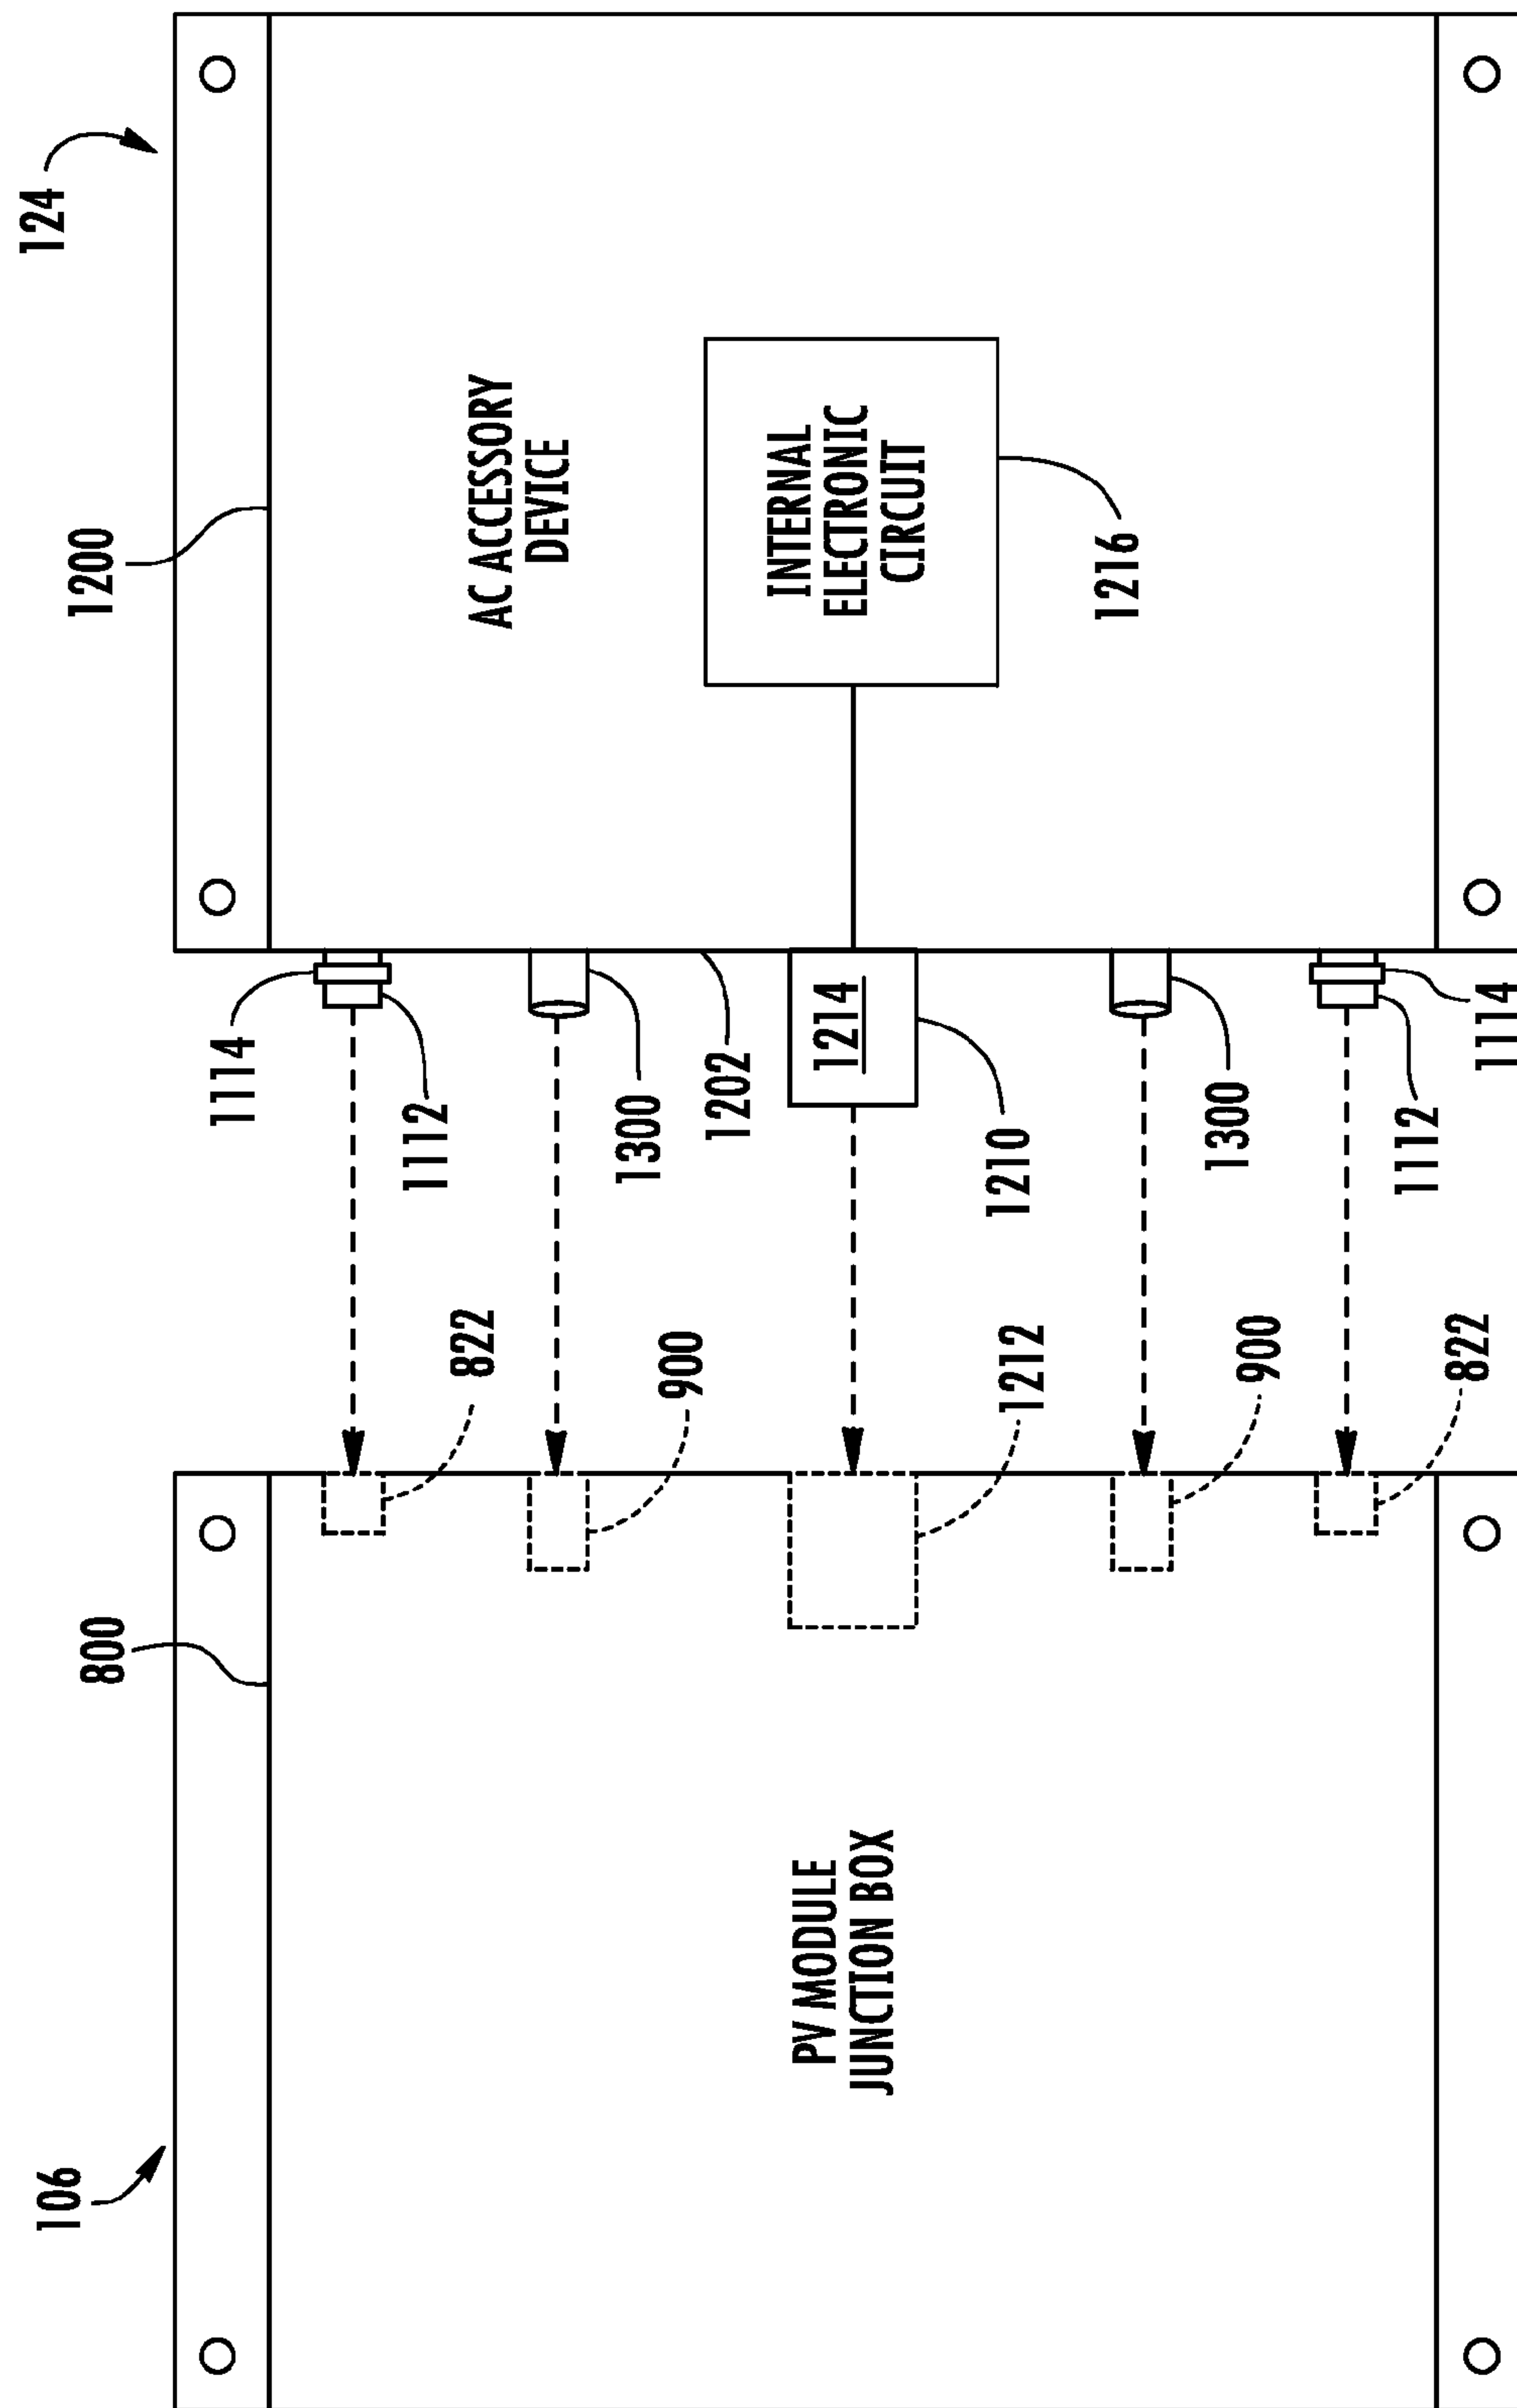 106
800
1200
124
1114
1112
822
AC ACCESSORY
DEVICE
1300
900
1202
PV MODULE
JUNCTION BOX
1214
INTERNAL
ELECTRONIC
CIRCUIT
1212
1210
1216
900
1300
822
1112
1114